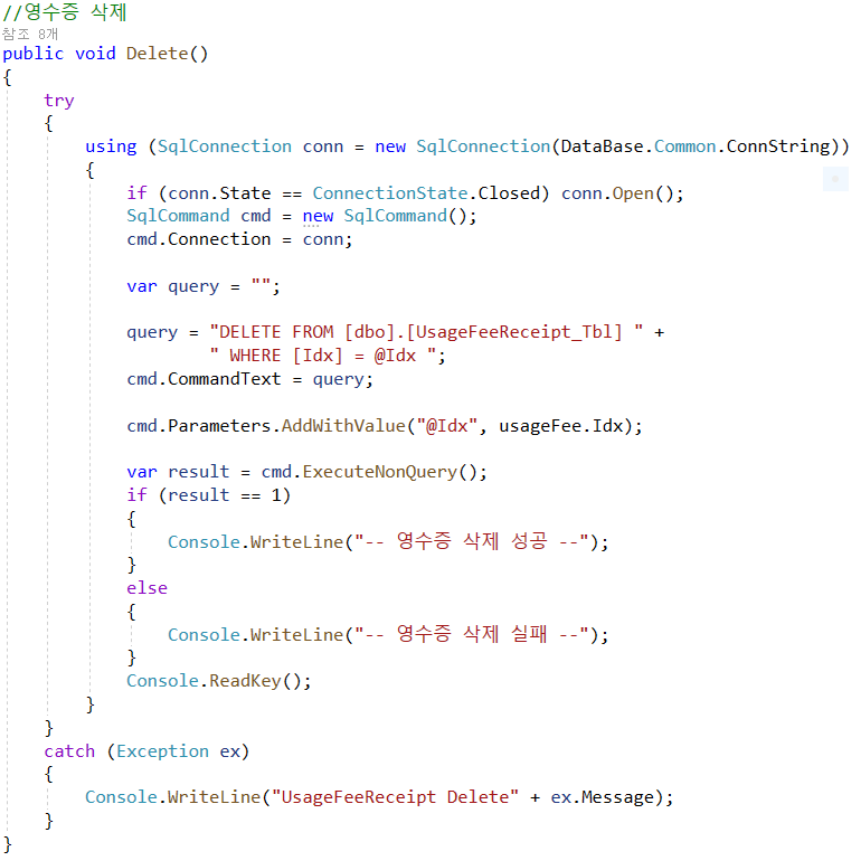 //영수증 삭제
참조 8개
public void Delete()
{
    try
    {
        using (SqlConnection conn = new SqlConnection(DataBase.Common.ConnString))
        {
            if (conn.State == ConnectionState.Closed) conn.Open();
            SqlCommand cmd = new SqlCommand();
            cmd.Connection = conn;

            var query = "";

            query = "DELETE FROM [dbo].[UsageFeeReceipt_Tbl] " +
                    " WHERE [Idx] = @Idx ";
            cmd.CommandText = query;

            cmd.Parameters.AddWithValue("@Idx", usageFee.Idx);

            var result = cmd.ExecuteNonQuery();
            if (result == 1)
            {
                Console.WriteLine("-- 영수증 삭제 성공 --");
            }
            else
            {
                Console.WriteLine("-- 영수증 삭제 실패 --");
            }
            Console.ReadKey();
        }
    }
    catch (Exception ex)
    {
        Console.WriteLine("UsageFeeReceipt Delete" + ex.Message);
    }
}